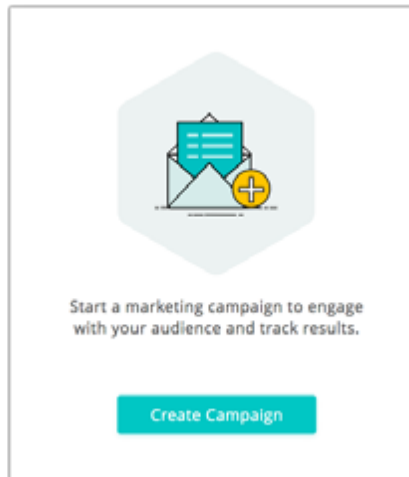 Start a marketing campaign to engage
with your audience and track results.
Create Campaign